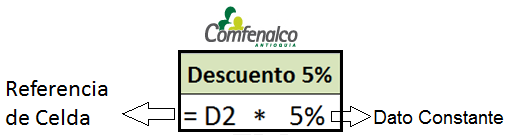 Comfenalco
ANTIOQUIA
Descuento 5%
Referencia
de Celda
= D2 * 5%
Dato Constante